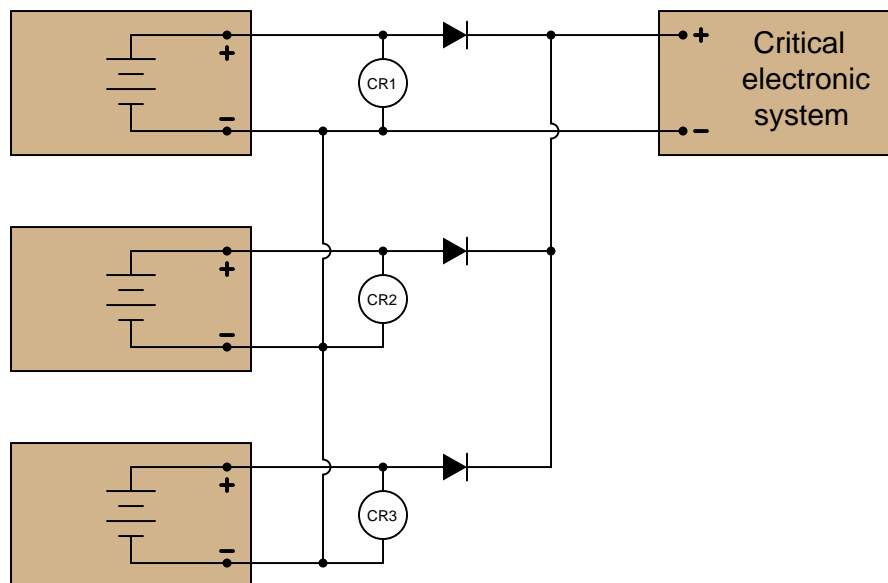 +
CR1
−
+
Critical
electronic
system
−
+
CR2
−
+
CR3
−